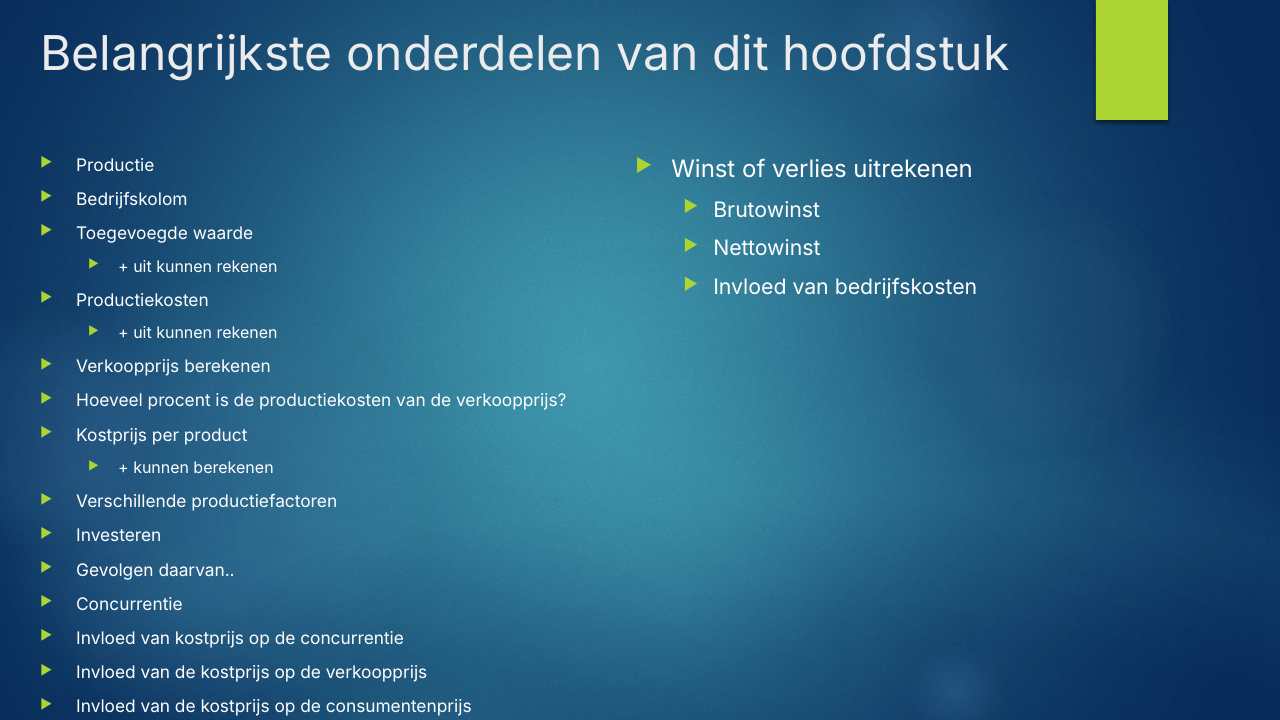 Belangrijkste onderdelen van dit hoofdstuk
Productie
Bedrijfskolom
Toegevoegde waarde
+ uit kunnen rekenen
Productiekosten
+ uit kunnen rekenen
Verkoopprijs berekenen
Hoeveel procent is de productiekosten van de verkoopprijs?
Kostprijs per product
+ kunnen berekenen
Verschillende productiefactoren
Investeren
Gevolgen daarvan..
Concurrentie
Invloed van kostprijs op de concurrentie
Invloed van de kostprijs op de verkoopprijs
Invloed van de kostprijs op de consumentenprijs
Winst of verlies uitrekenen
Brutowinst
Nettowinst
Invloed van bedrijfskosten